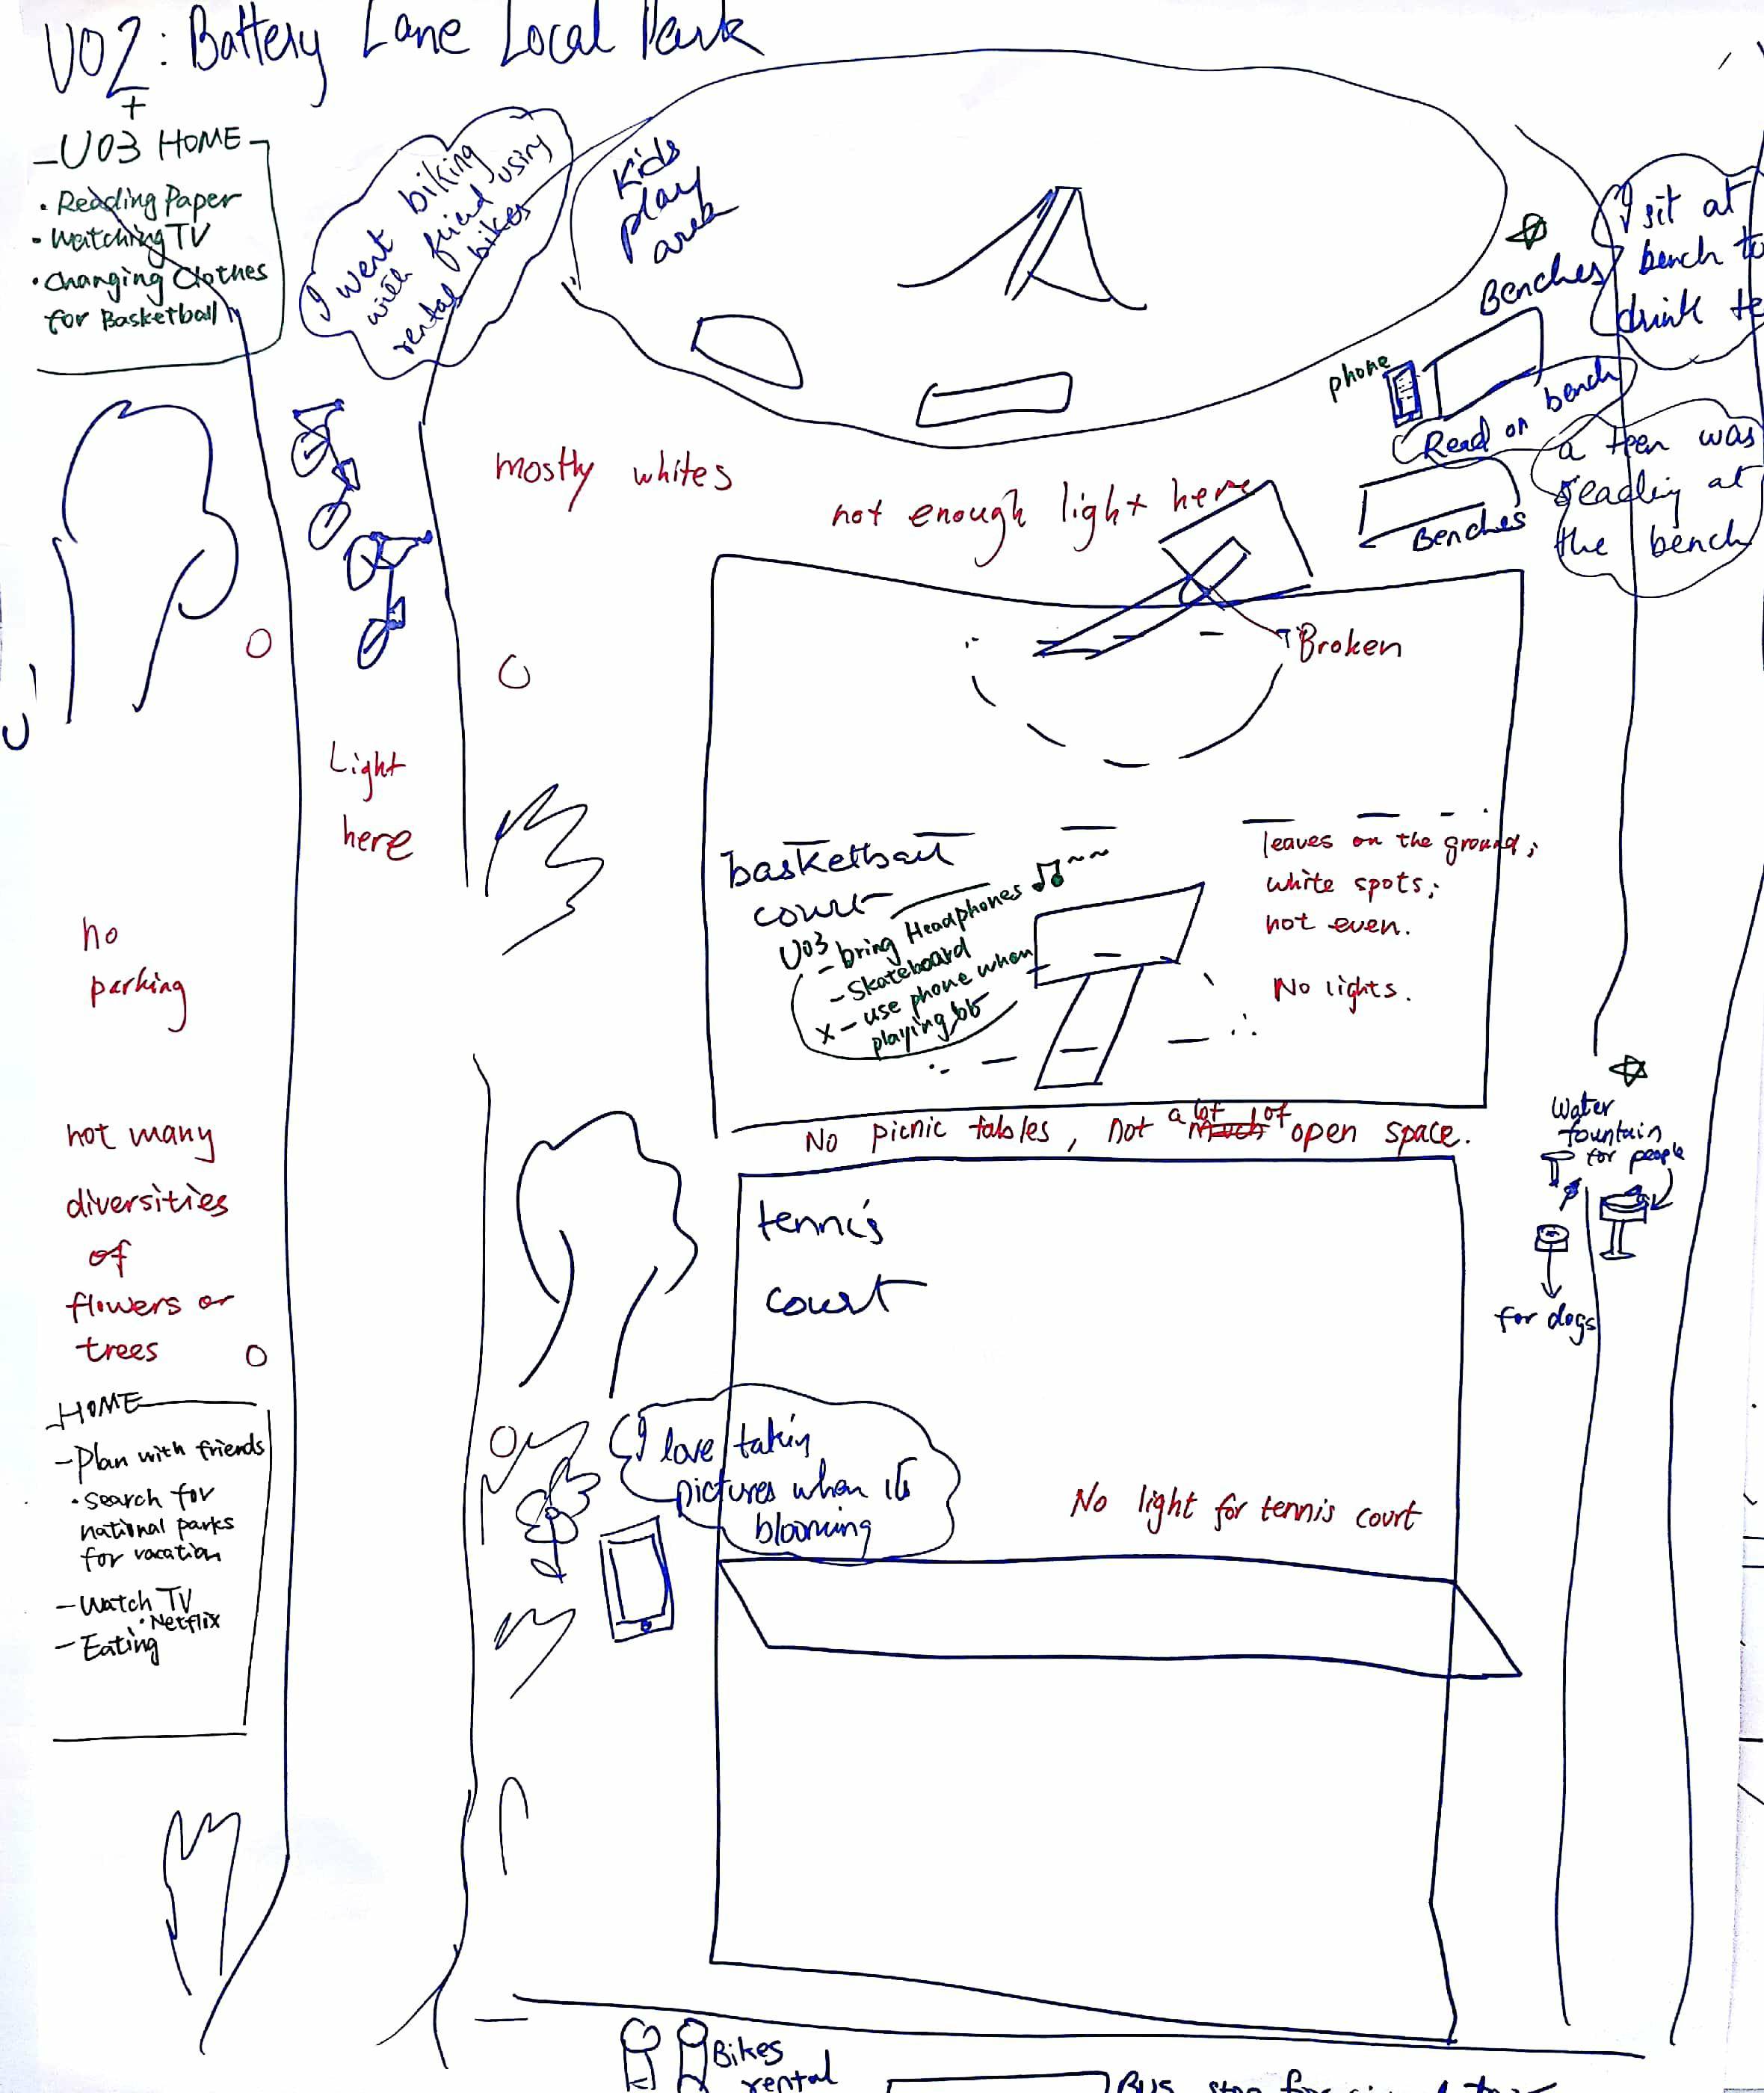 U02: Battery Lane Local Park
+
- U03 HOME -
• Reading Paper
• Watching TV
• Changing Clothes
for Basketball
I went biking
with friend using
rental bikes
Kids
play
area
Benches
I sit at
bench to
drink te
phone
Read on bench
a teen was
reading at
the bench
Benches
mostly whites
not enough light here
Broken
Light
here
basketball
court
U03 - bring Headphones
- Skateboard
x - use phone when
playing bb
leaves on the ground;
white spots;
not even.
No lights.
no
parking
No picnic tables, not a lot of open space.
not many
diversities
of
flowers or
trees
Water
fountain
for people
for dogs
tennis
court
HOME
- Plan with friends
• Search for
national parks
for vacation
- Watch TV
• Netflix
- Eating
I love taking
pictures when is
blooming
No light for tennis court
Bikes
rental
Bus stop for